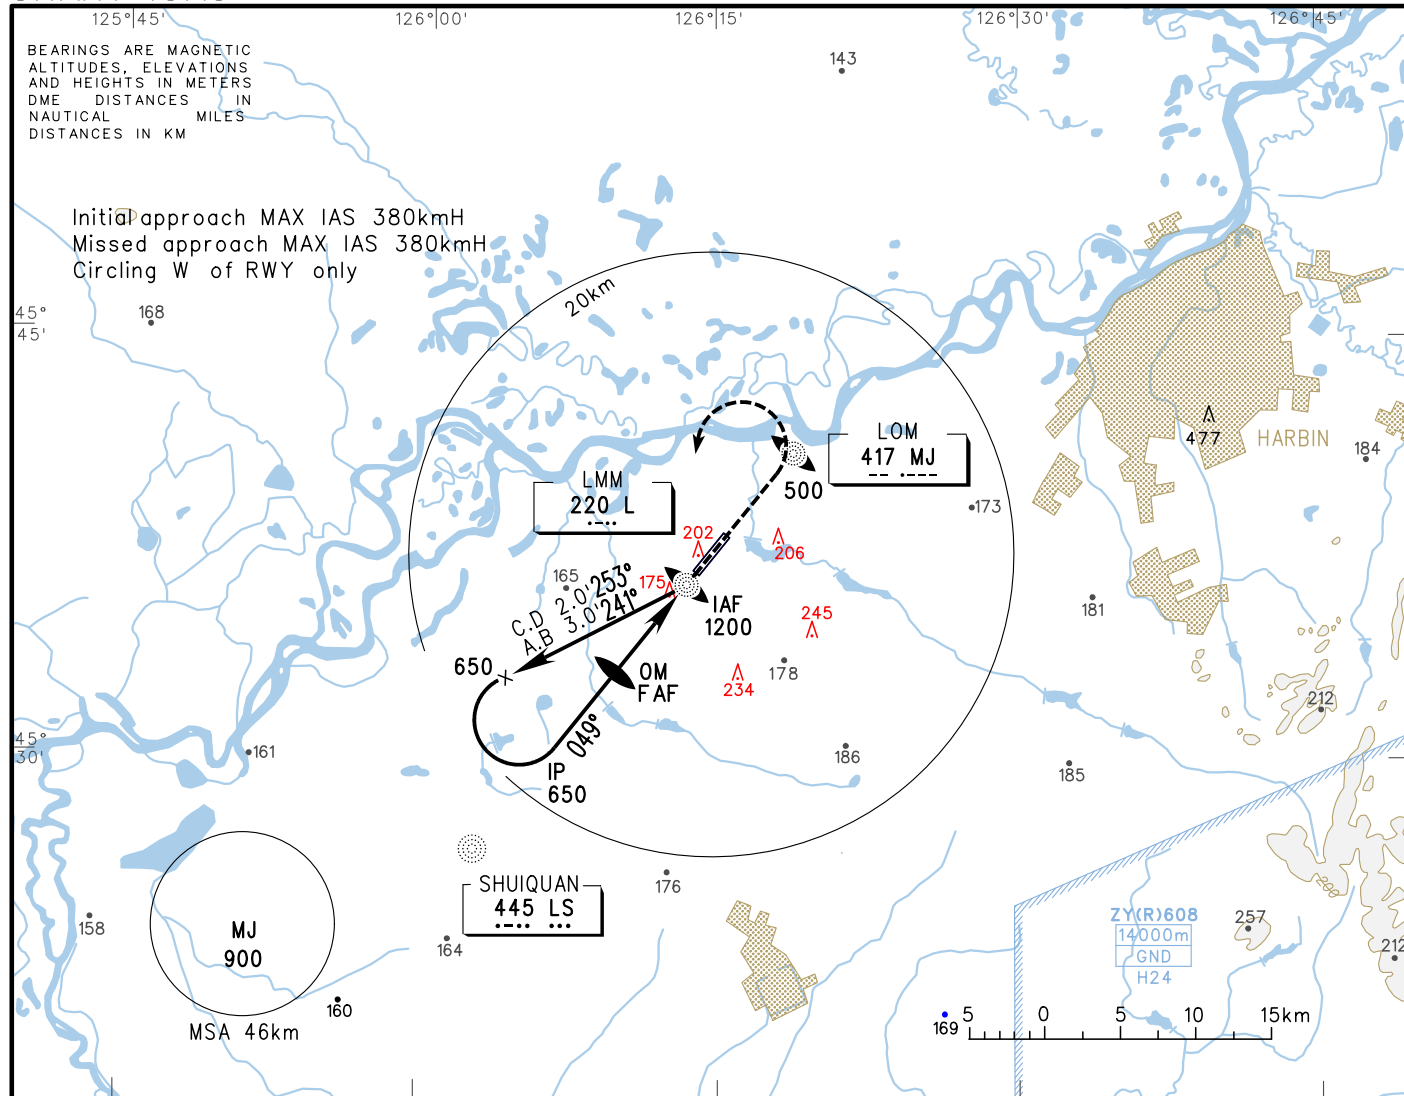 125°45'
126°00'
126°15'
126°30'
126°45'
BEARINGS ARE MAGNETIC
ALTITUDES, ELEVATIONS
AND HEIGHTS IN METERS
DME DISTANCES IN
NAUTICAL MILES
DISTANCES IN KM
143
Initial approach MAX IAS 380kmH
Missed approach MAX IAS 380kmH
Circling W of RWY only
20km
45°
45'
168
477
HARBIN
184
LOM
417 MJ
-- ·---
500
LMM
220 L
·-··
173
202
206
165
175
C.D 2.0'253°
A.B 3.0'241°
IAF
1200
245
181
650
OM
FAF
178
234
212
049°
45°
30'
161
186
185
IP
650
SHUIQUAN
445 LS
·-·· ···
176
200
158
MJ
900
MSA 46km
164
160
ZY(R)608
14000m
GND
H24
257
212
169
5 0 5 10 15km